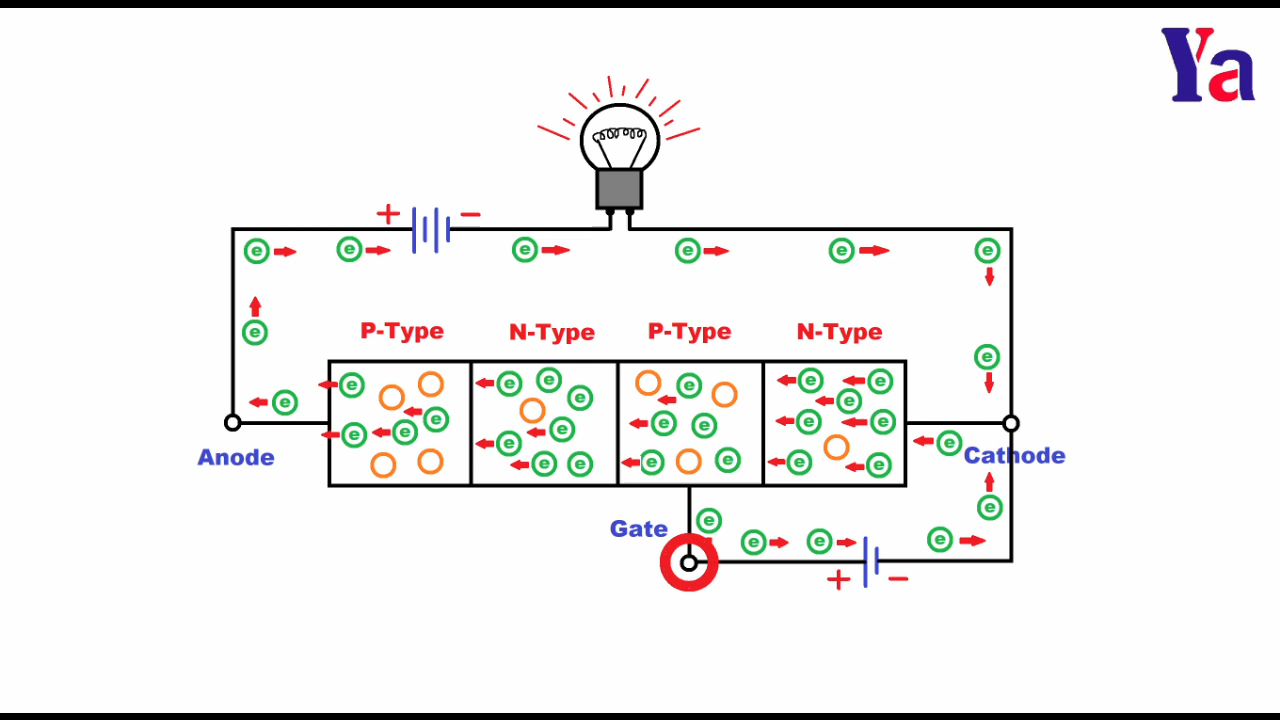 Ya
+ −
e e e e e e
e e
P-Type N-Type P-Type N-Type
e e e e e e e
e e e e
e e e e e e
e
Anode
e e e e e e
Cathode
e
Gate e
e e e
+ −